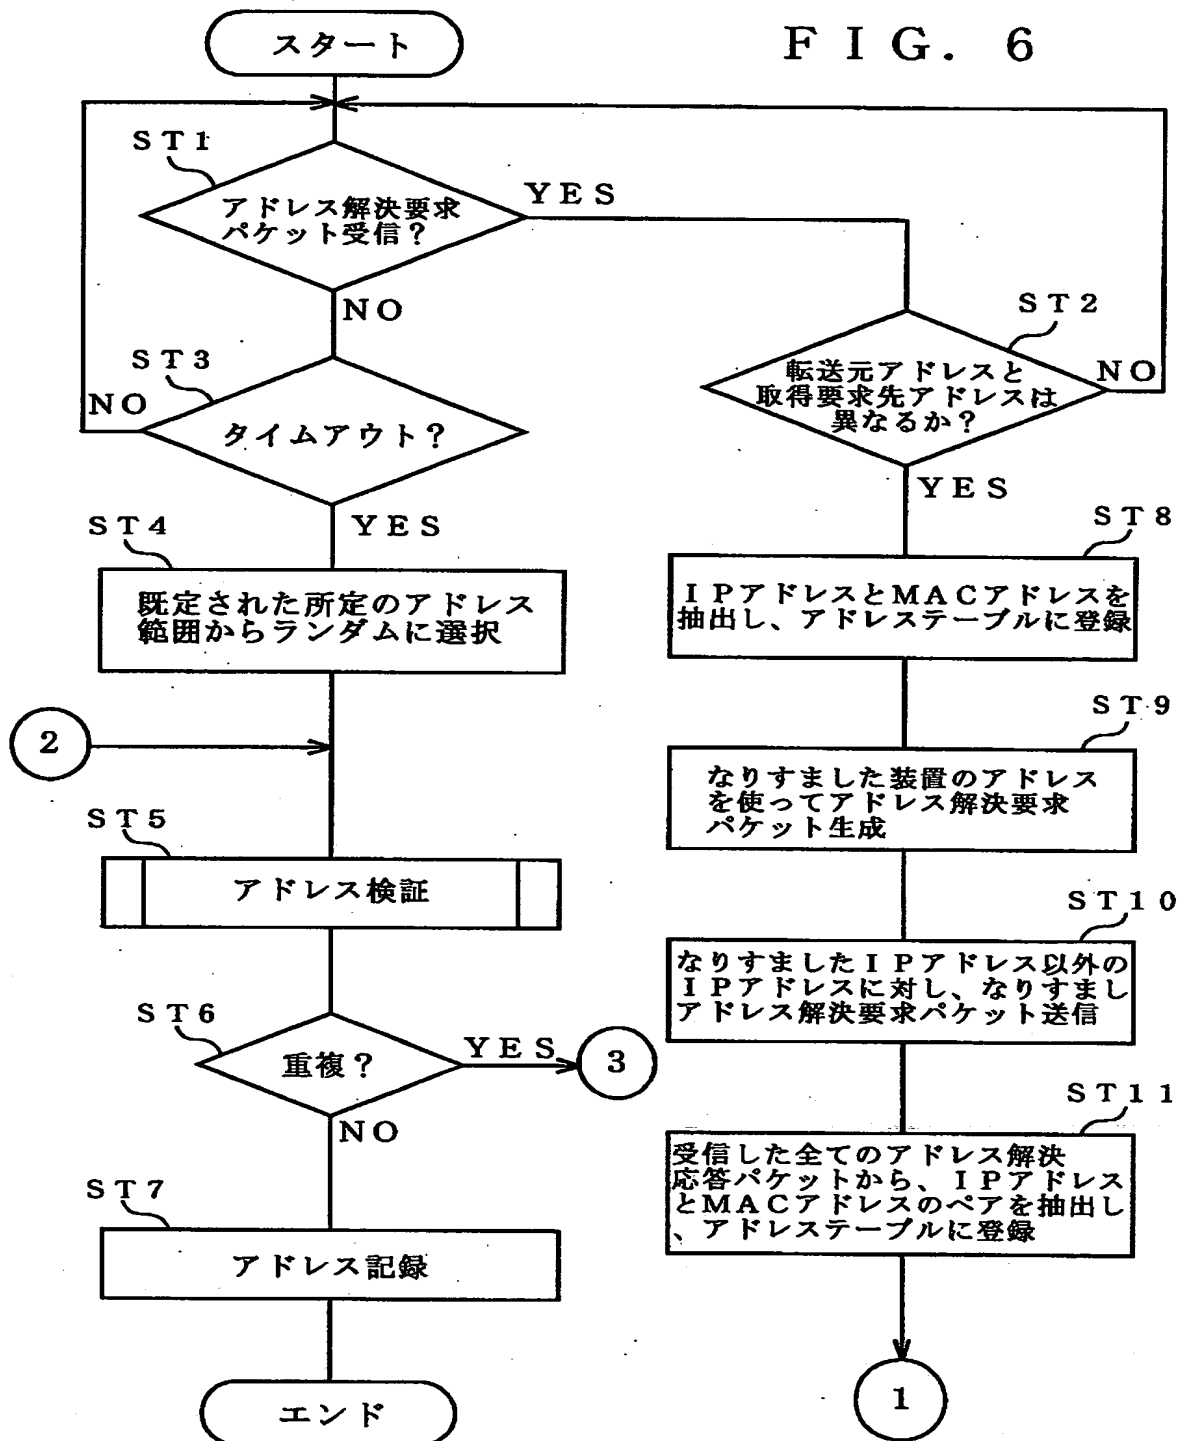 FIG. 6
スタート
ST1
アドレス解決要求
パケット受信？
YES
NO
ST2
転送元アドレスと
取得要求先アドレスは
異なるか？
NO
YES
ST3
タイムアウト？
NO
YES
ST4
既定された所定のアドレス
範囲からランダムに選択
2
ST5
アドレス検証
ST6
重複？
YES
3
NO
ST7
アドレス記録
エンド
ST8
IPアドレスとMACアドレスを
抽出し、アドレステーブルに登録
ST9
なりすました装置のアドレス
を使ってアドレス解決要求
パケット生成
ST10
なりすましたIPアドレス以外の
IPアドレスに対し、なりすまし
アドレス解決要求パケット送信
ST11
受信した全てのアドレス解決
応答パケットから、IPアドレス
とMACアドレスのペアを抽出し
、アドレステーブルに登録
1